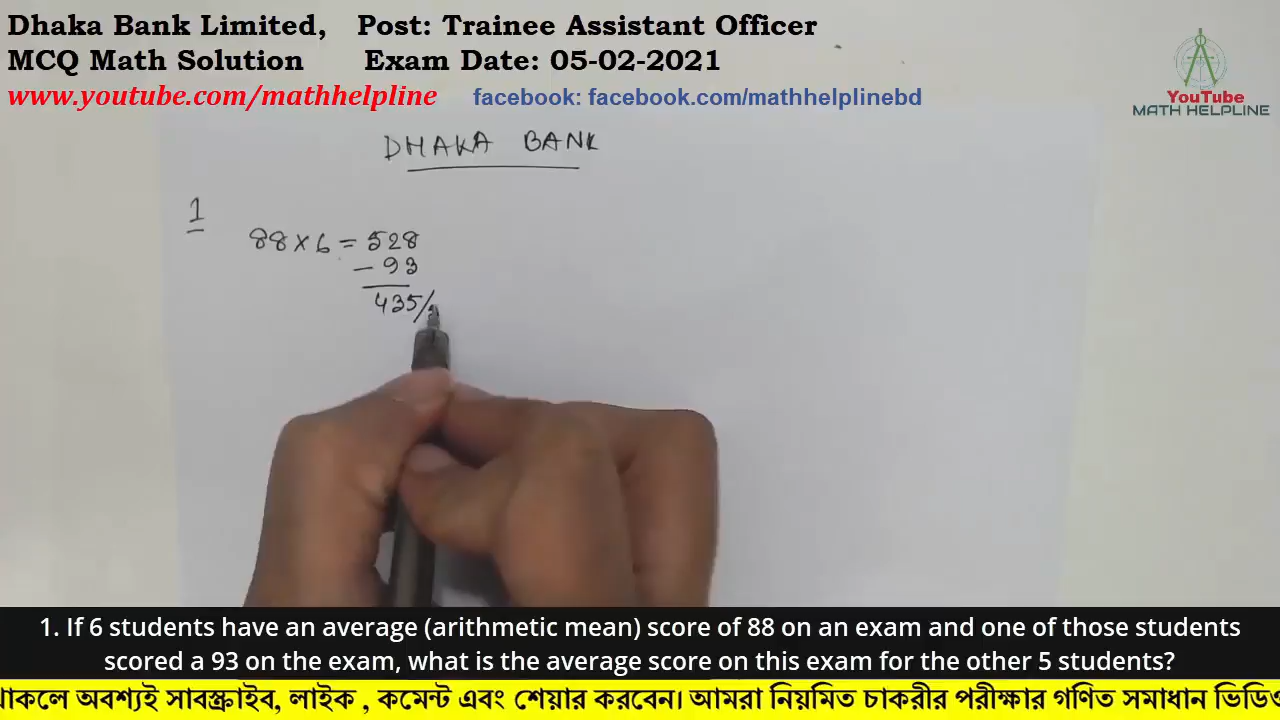 Dhaka Bank Limited, Post: Trainee Assistant Officer
MCQ Math Solution Exam Date: 05-02-2021
www.youtube.com/mathhelpline facebook: facebook.com/mathhelplinebd
YouTube
MATH HELPLINE
DHAKA BANK
1
88 × 6 = 528
- 93
435/
1. If 6 students have an average (arithmetic mean) score of 88 on an exam and one of those students
scored a 93 on the exam, what is the average score on this exam for the other 5 students?
থাকলে অবশ্যই সাবস্ক্রাইব, লাইক , কমেন্ট এবং শেয়ার করবেন। আমরা নিয়মিত চাকরীর পরীক্ষার গণিত সমাধান ভিডিও